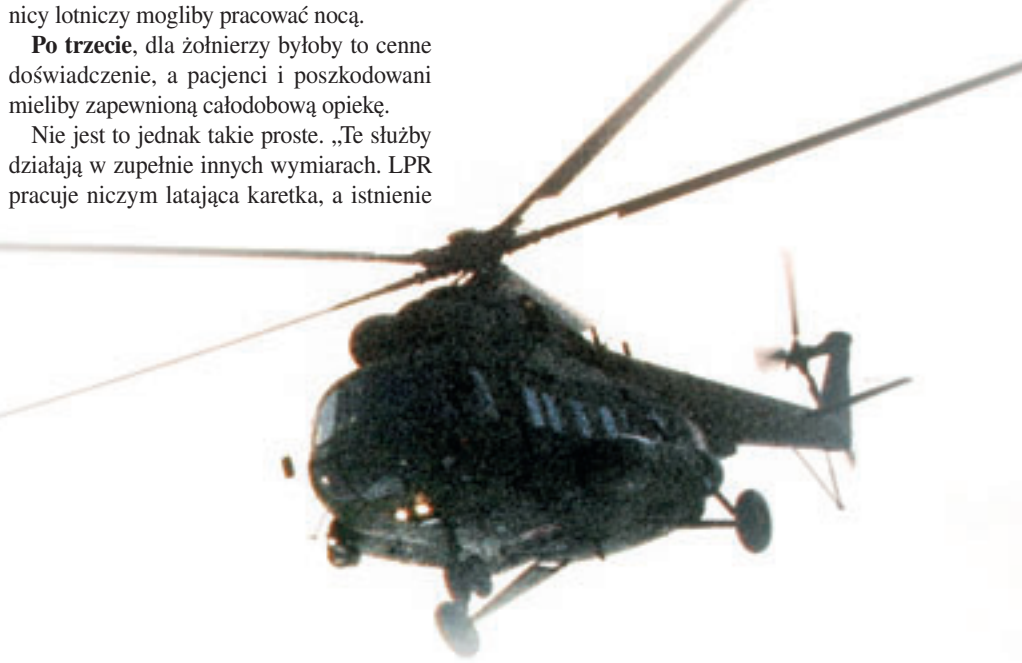 nicy lotniczy mogliby pracować nocą.
Po trzecie, dla żołnierzy byłoby to cenne
doświadczenie, a pacjenci i poszkodowani
mieliby zapewnioną całodobową opiekę.
Nie jest to jednak takie proste. „Te służby
działają w zupełnie innych wymiarach. LPR
pracuje niczym latająca karetka, a istnienie